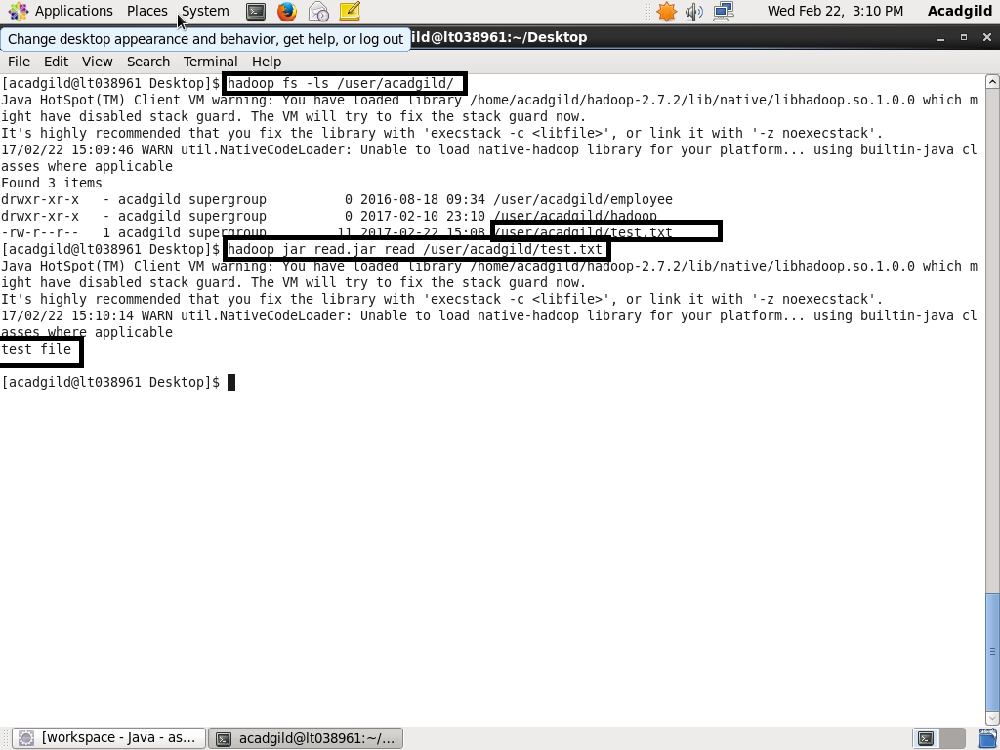 Applications Places System Wed Feb 22, 3:10 PM Acadgild
Change desktop appearance and behavior, get help, or log out
ild@lt038961:~/Desktop
File Edit View Search Terminal Help
[acadgild@lt038961 Desktop]$ hadoop fs -ls /user/acadgild/
Java HotSpot(TM) Client VM warning: You have loaded library /home/acadgild/hadoop-2.7.2/lib/native/libhadoop.so.1.0.0 which m
ight have disabled stack guard. The VM will try to fix the stack guard now.
It's highly recommended that you fix the library with 'execstack -c <libfile>', or link it with '-z noexecstack'.
17/02/22 15:09:46 WARN util.NativeCodeLoader: Unable to load native-hadoop library for your platform... using builtin-java cl
asses where applicable
Found 3 items
drwxr-xr-x   - acadgild supergroup          0 2016-08-18 09:34 /user/acadgild/employee
drwxr-xr-x   - acadgild supergroup          0 2017-02-10 23:10 /user/acadgild/hadoop
-rw-r--r--   1 acadgild supergroup         11 2017-02-22 15:08 /user/acadgild/test.txt
[acadgild@lt038961 Desktop]$ hadoop jar read.jar read /user/acadgild/test.txt
Java HotSpot(TM) Client VM warning: You have loaded library /home/acadgild/hadoop-2.7.2/lib/native/libhadoop.so.1.0.0 which m
ight have disabled stack guard. The VM will try to fix the stack guard now.
It's highly recommended that you fix the library with 'execstack -c <libfile>', or link it with '-z noexecstack'.
17/02/22 15:10:14 WARN util.NativeCodeLoader: Unable to load native-hadoop library for your platform... using builtin-java cl
asses where applicable
test file
[acadgild@lt038961 Desktop]$
[workspace - Java - as... acadgild@lt038961:~/...